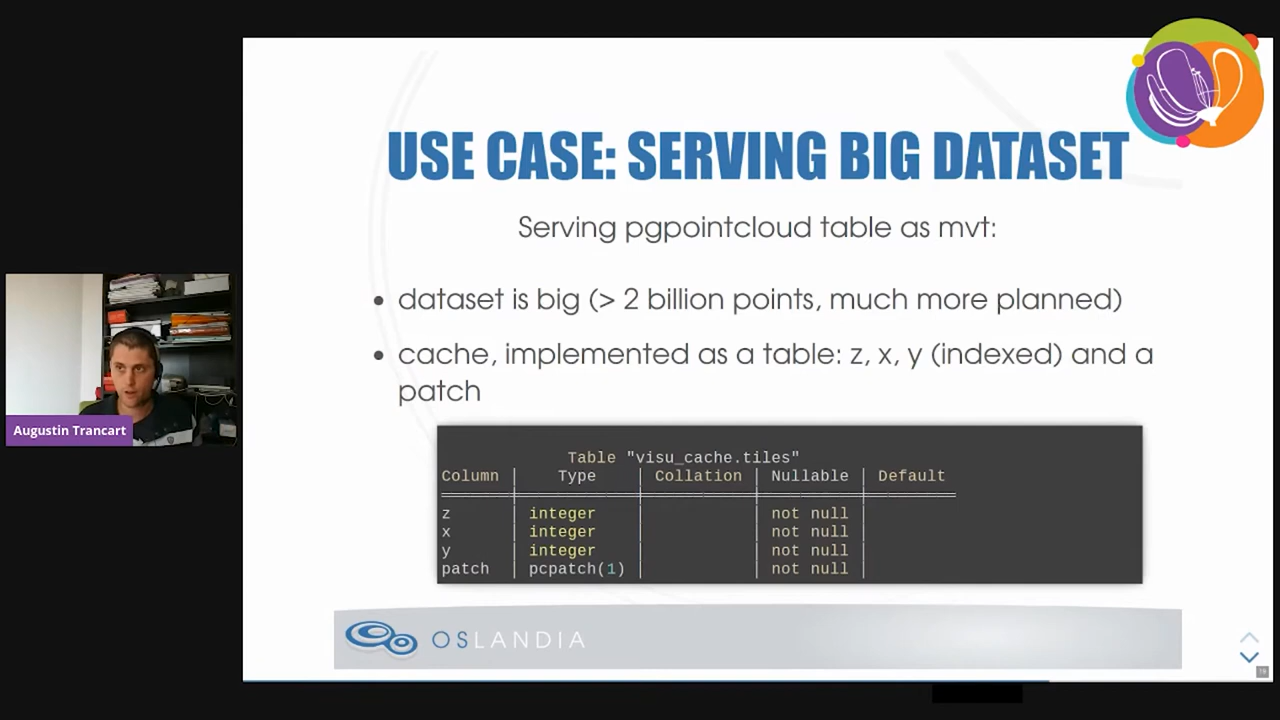 USE CASE: SERVING BIG DATASET
Serving pgpointcloud table as mvt:
• dataset is big (> 2 billion points, much more planned)
• cache, implemented as a table: z, x, y (indexed) and a
patch
Table "visu_cache.tiles"
Column | Type | Collation | Nullable | Default
z | integer | | not null |
x | integer | | not null |
y | integer | | not null |
patch | pcpatch(1) | | not null |
Augustin Trancart
OSLANDIA